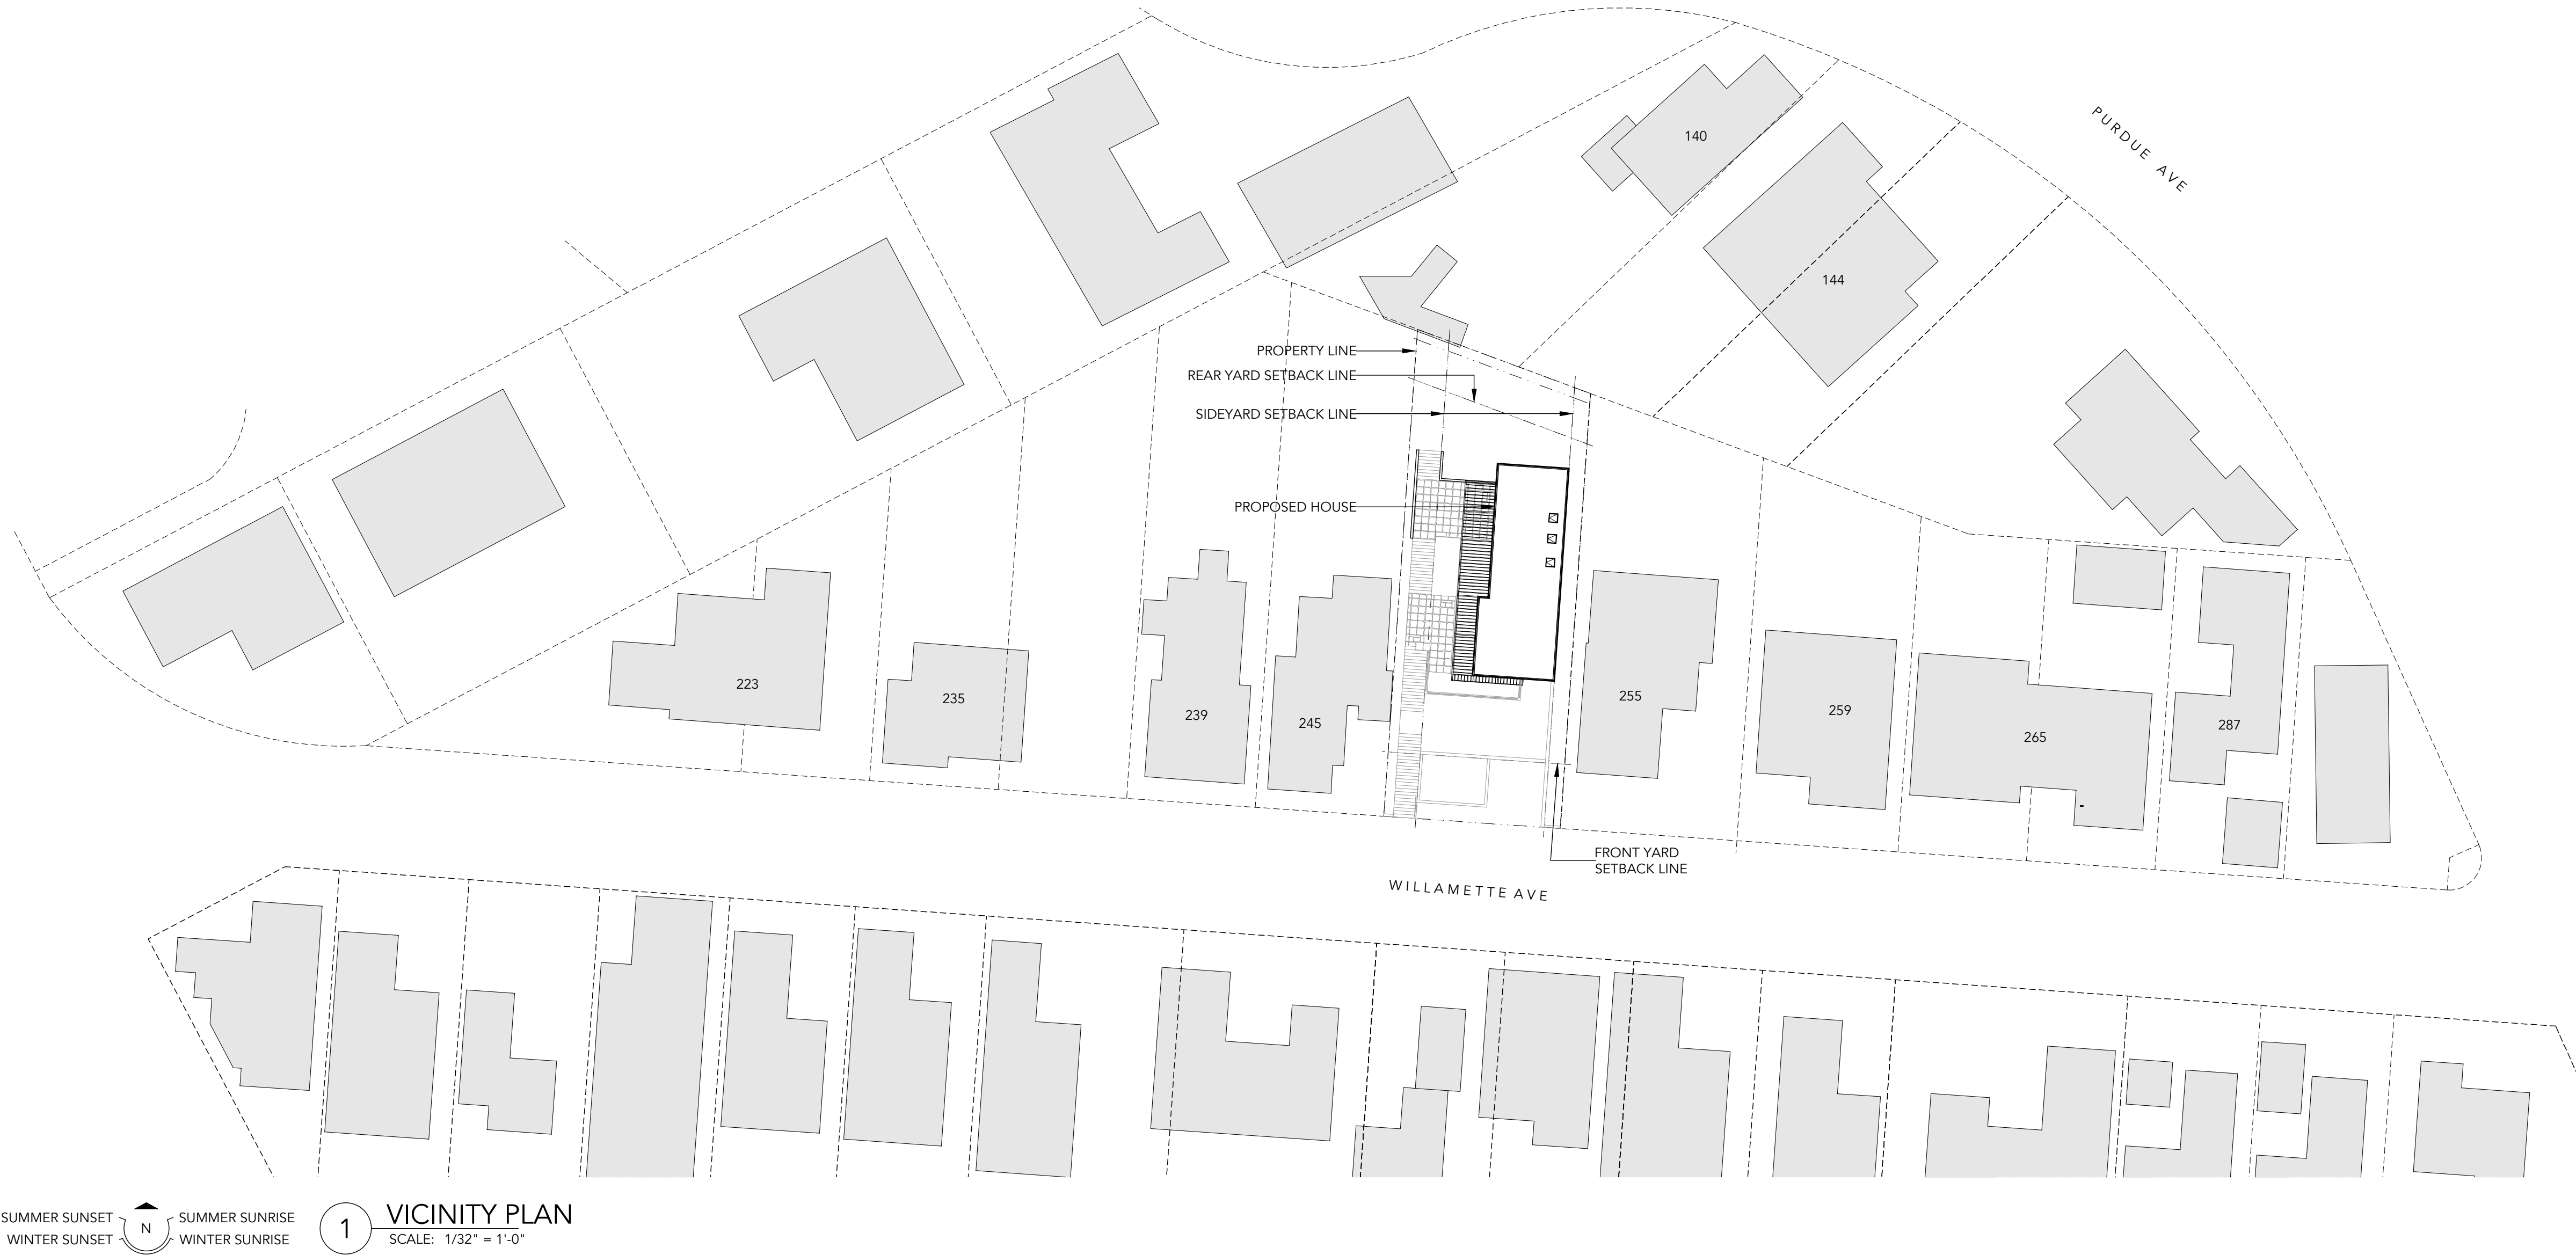 PURDUE AVE
140
144
PROPERTY LINE
REAR YARD SETBACK LINE
SIDEYARD SETBACK LINE
PROPOSED HOUSE
223
235
239
245
255
259
265
287
FRONT YARD
SETBACK LINE
WILLAMETTE AVE
SUMMER SUNSET
WINTER SUNSET
N
SUMMER SUNRISE
WINTER SUNRISE
1
VICINITY PLAN
SCALE: 1/32" = 1'-0"